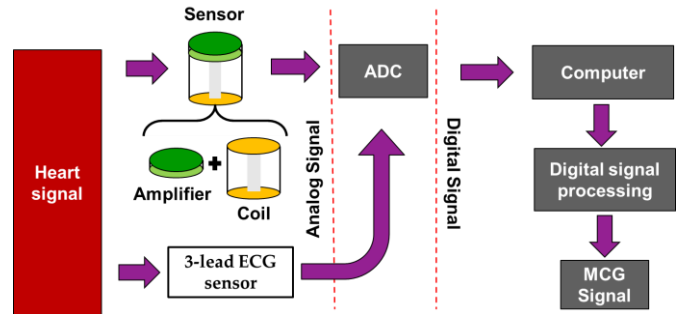 Sensor
ADC
Computer
Heart
signal
Amplifier
+
Coil
Analog Signal
Digital Signal
Digital signal
processing
3-lead ECG
sensor
MCG
Signal